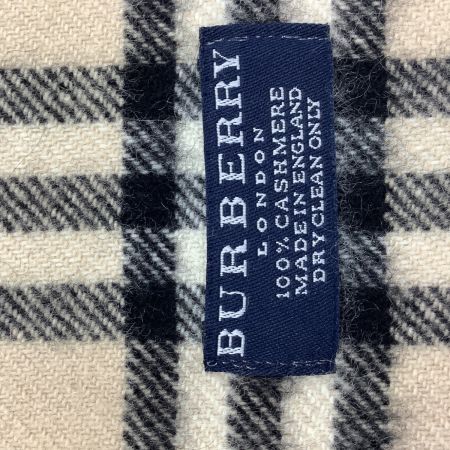 BURBERRY
LONDON
100% CASHMERE
MADE IN ENGLAND
DRY CLEAN ONLY